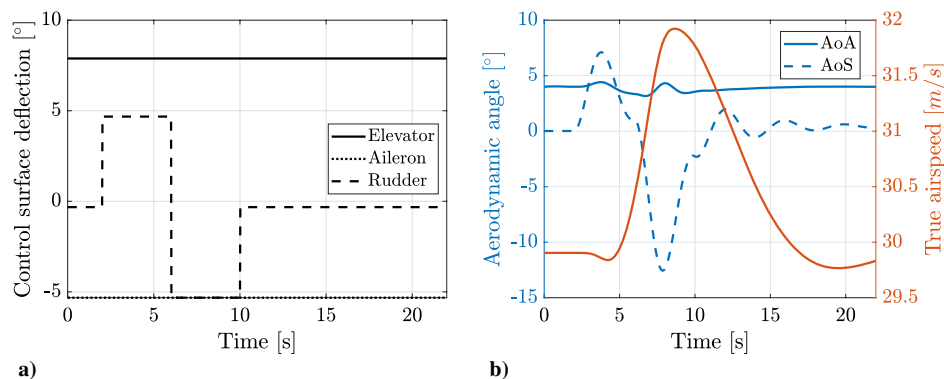 10
5
0
-5
0
5
10
15
20
Control surface deflection [°]
Time [s]
Elevator
Aileron
Rudder
a)
15
10
5
0
-5
-10
-15
0
5
10
15
20
Aerodynamic angle [°]
Time [s]
AoA
AoS
32
31.5
31
30.5
30
29.5
True airspeed [m/s]
b)